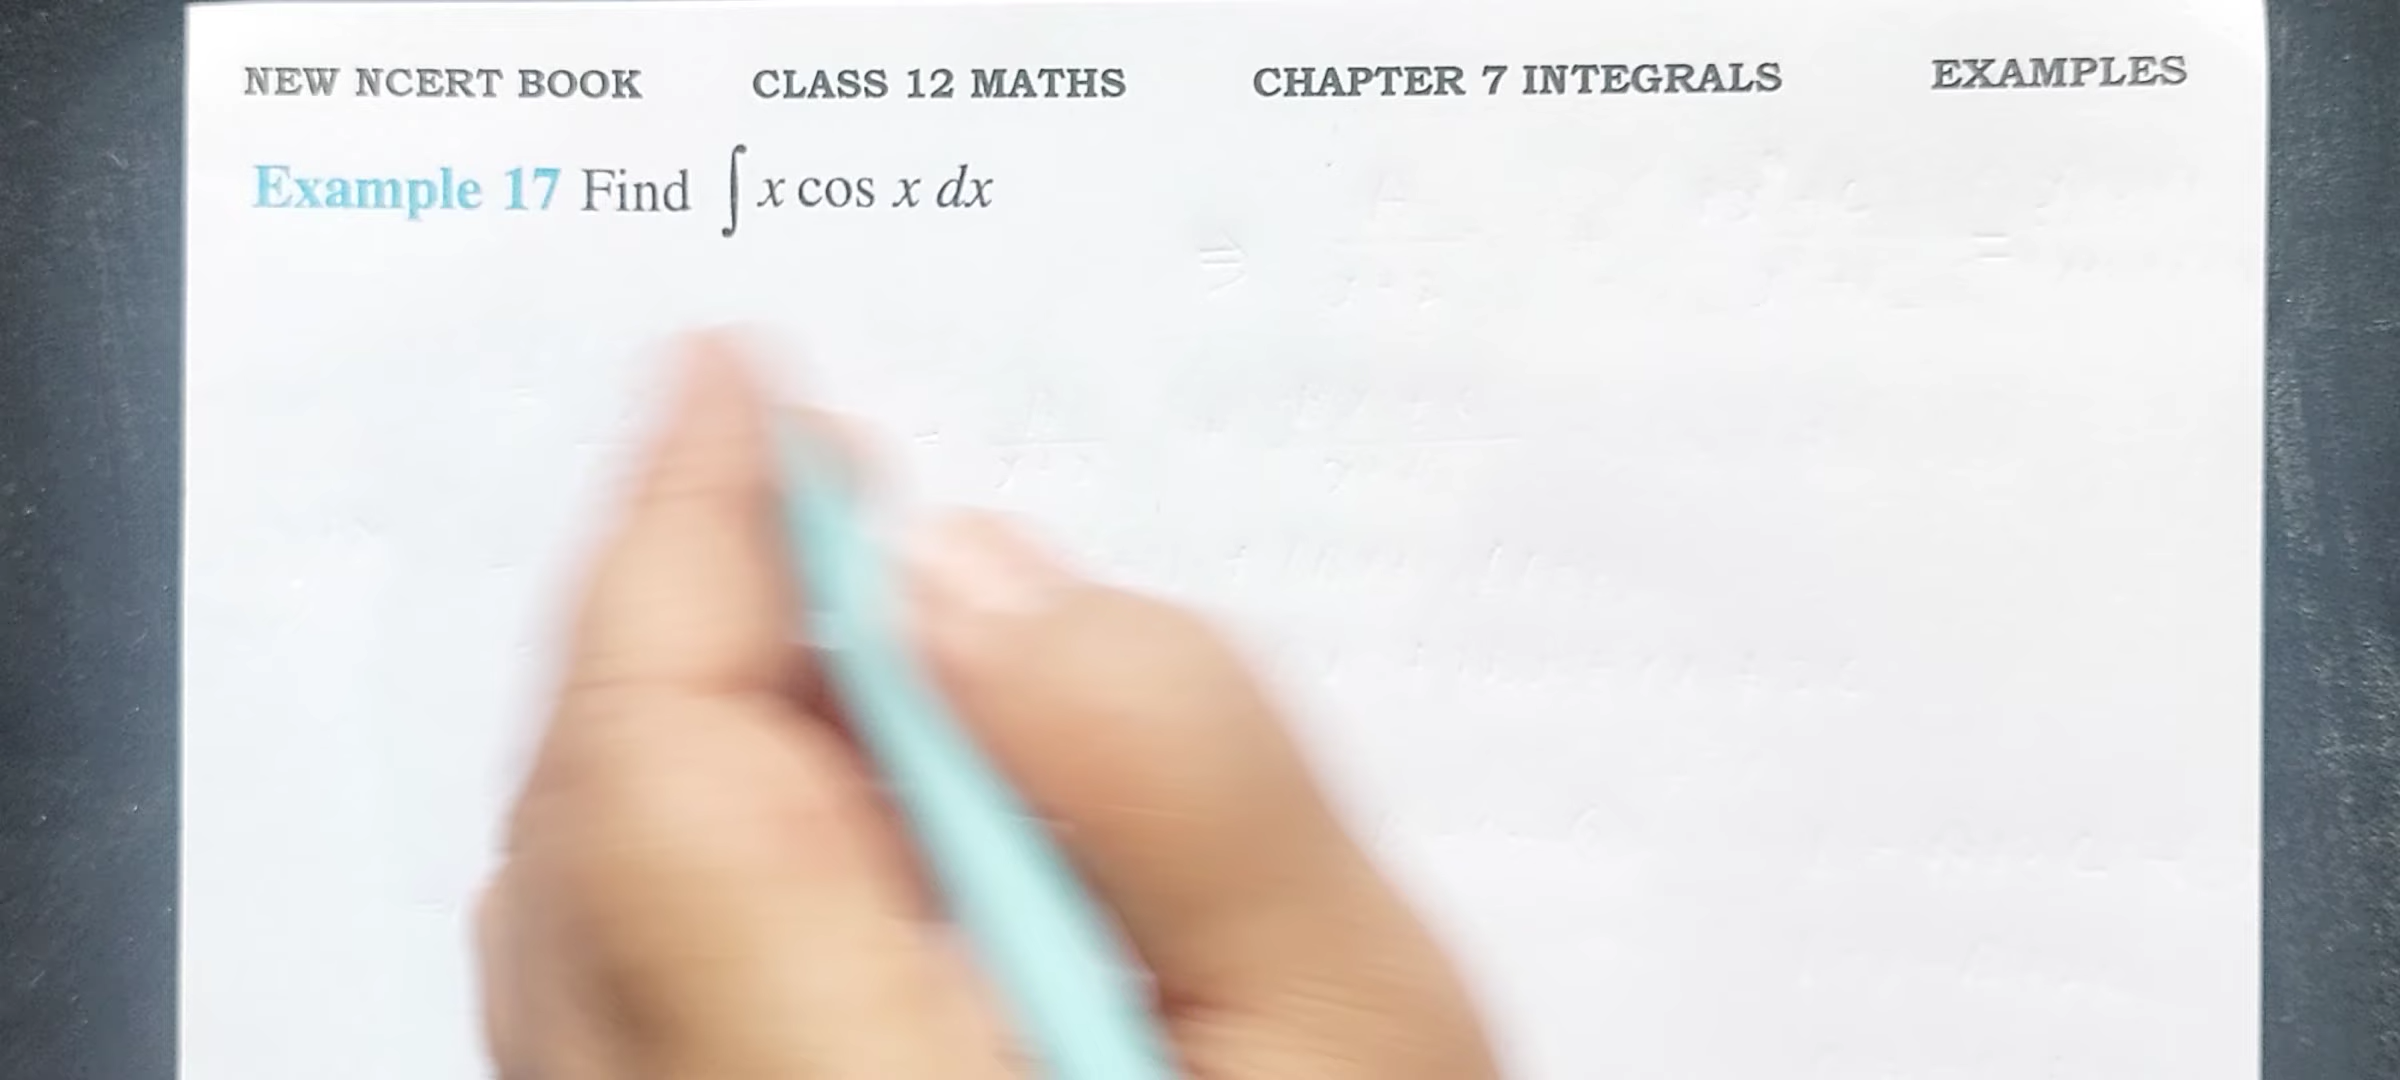 NEW NCERT BOOK CLASS 12 MATHS CHAPTER 7 INTEGRALS EXAMPLES
Example 17 Find ∫ x cos x dx